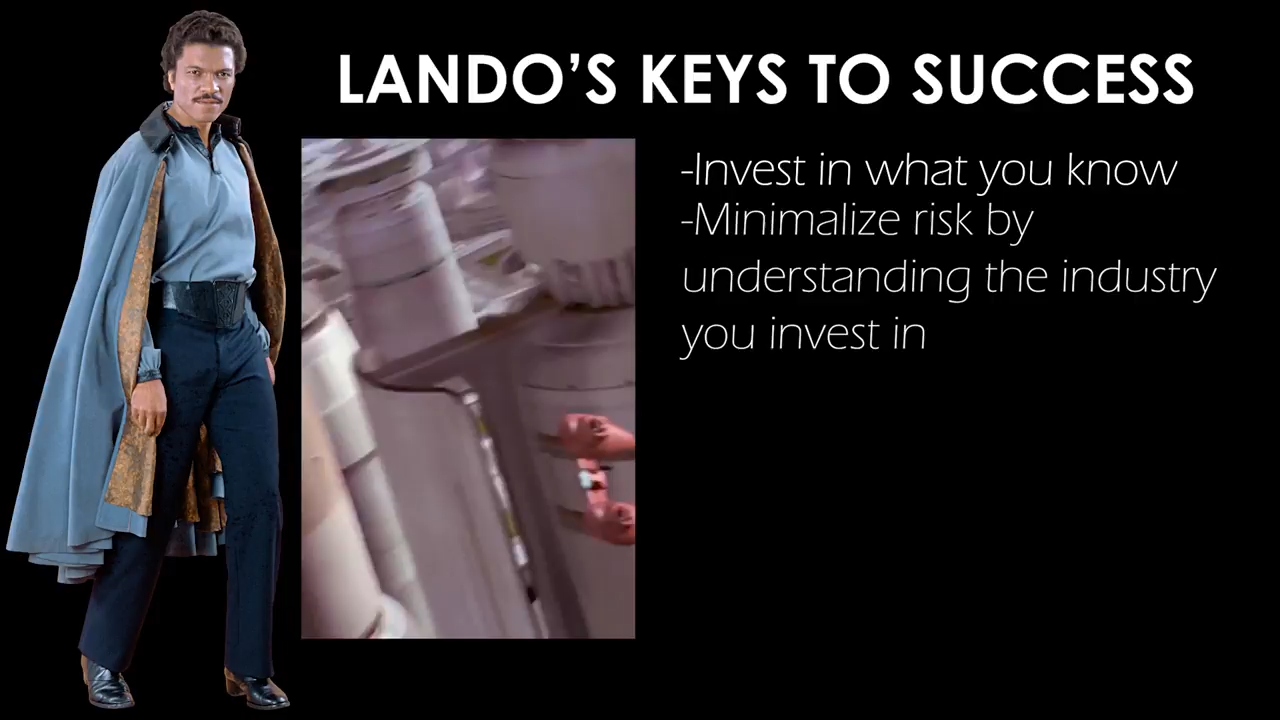 LANDO’S KEYS TO SUCCESS
-Invest in what you know
-Minimalize risk by
understanding the industry
you invest in